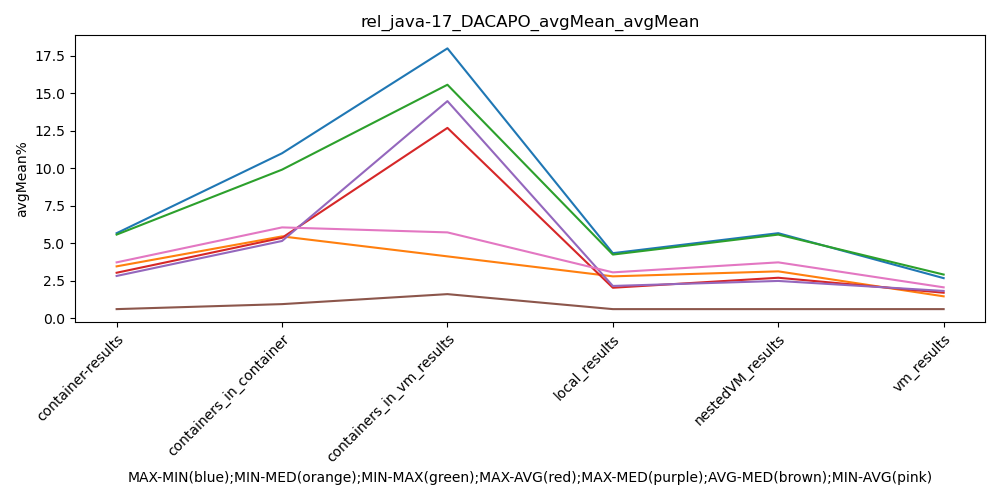 rel_java-17_DACAPO_avgMean_avgMean
17.5
15.0
12.5
10.0
7.5
5.0
2.5
0.0
avgMean%
container-results
containers_in_container
containers_in_vm_results
local_results
nestedVM_results
vm_results
MAX-MIN(blue);MIN-MED(orange);MIN-MAX(green);MAX-AVG(red);MAX-MED(purple);AVG-MED(brown);MIN-AVG(pink)